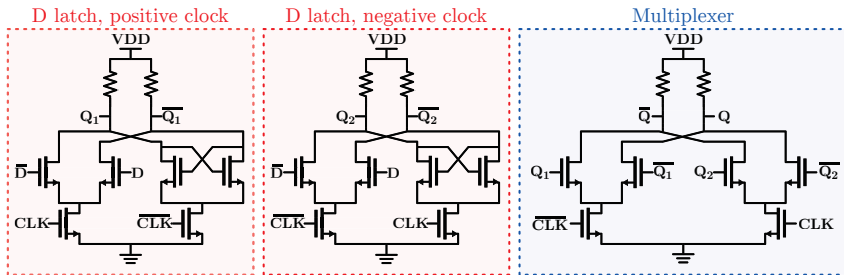 D latch, positive clock
D latch, negative clock
Multiplexer
VDD
VDD
VDD
Q₁
Q̅₁̅
Q₂
Q̅₂̅
Q̅
Q
D̅
D
D̅
D
Q₁
Q̅₁̅
Q₂
Q̅₂̅
CLK
C̅L̅K̅
C̅L̅K̅
CLK
C̅L̅K̅
CLK